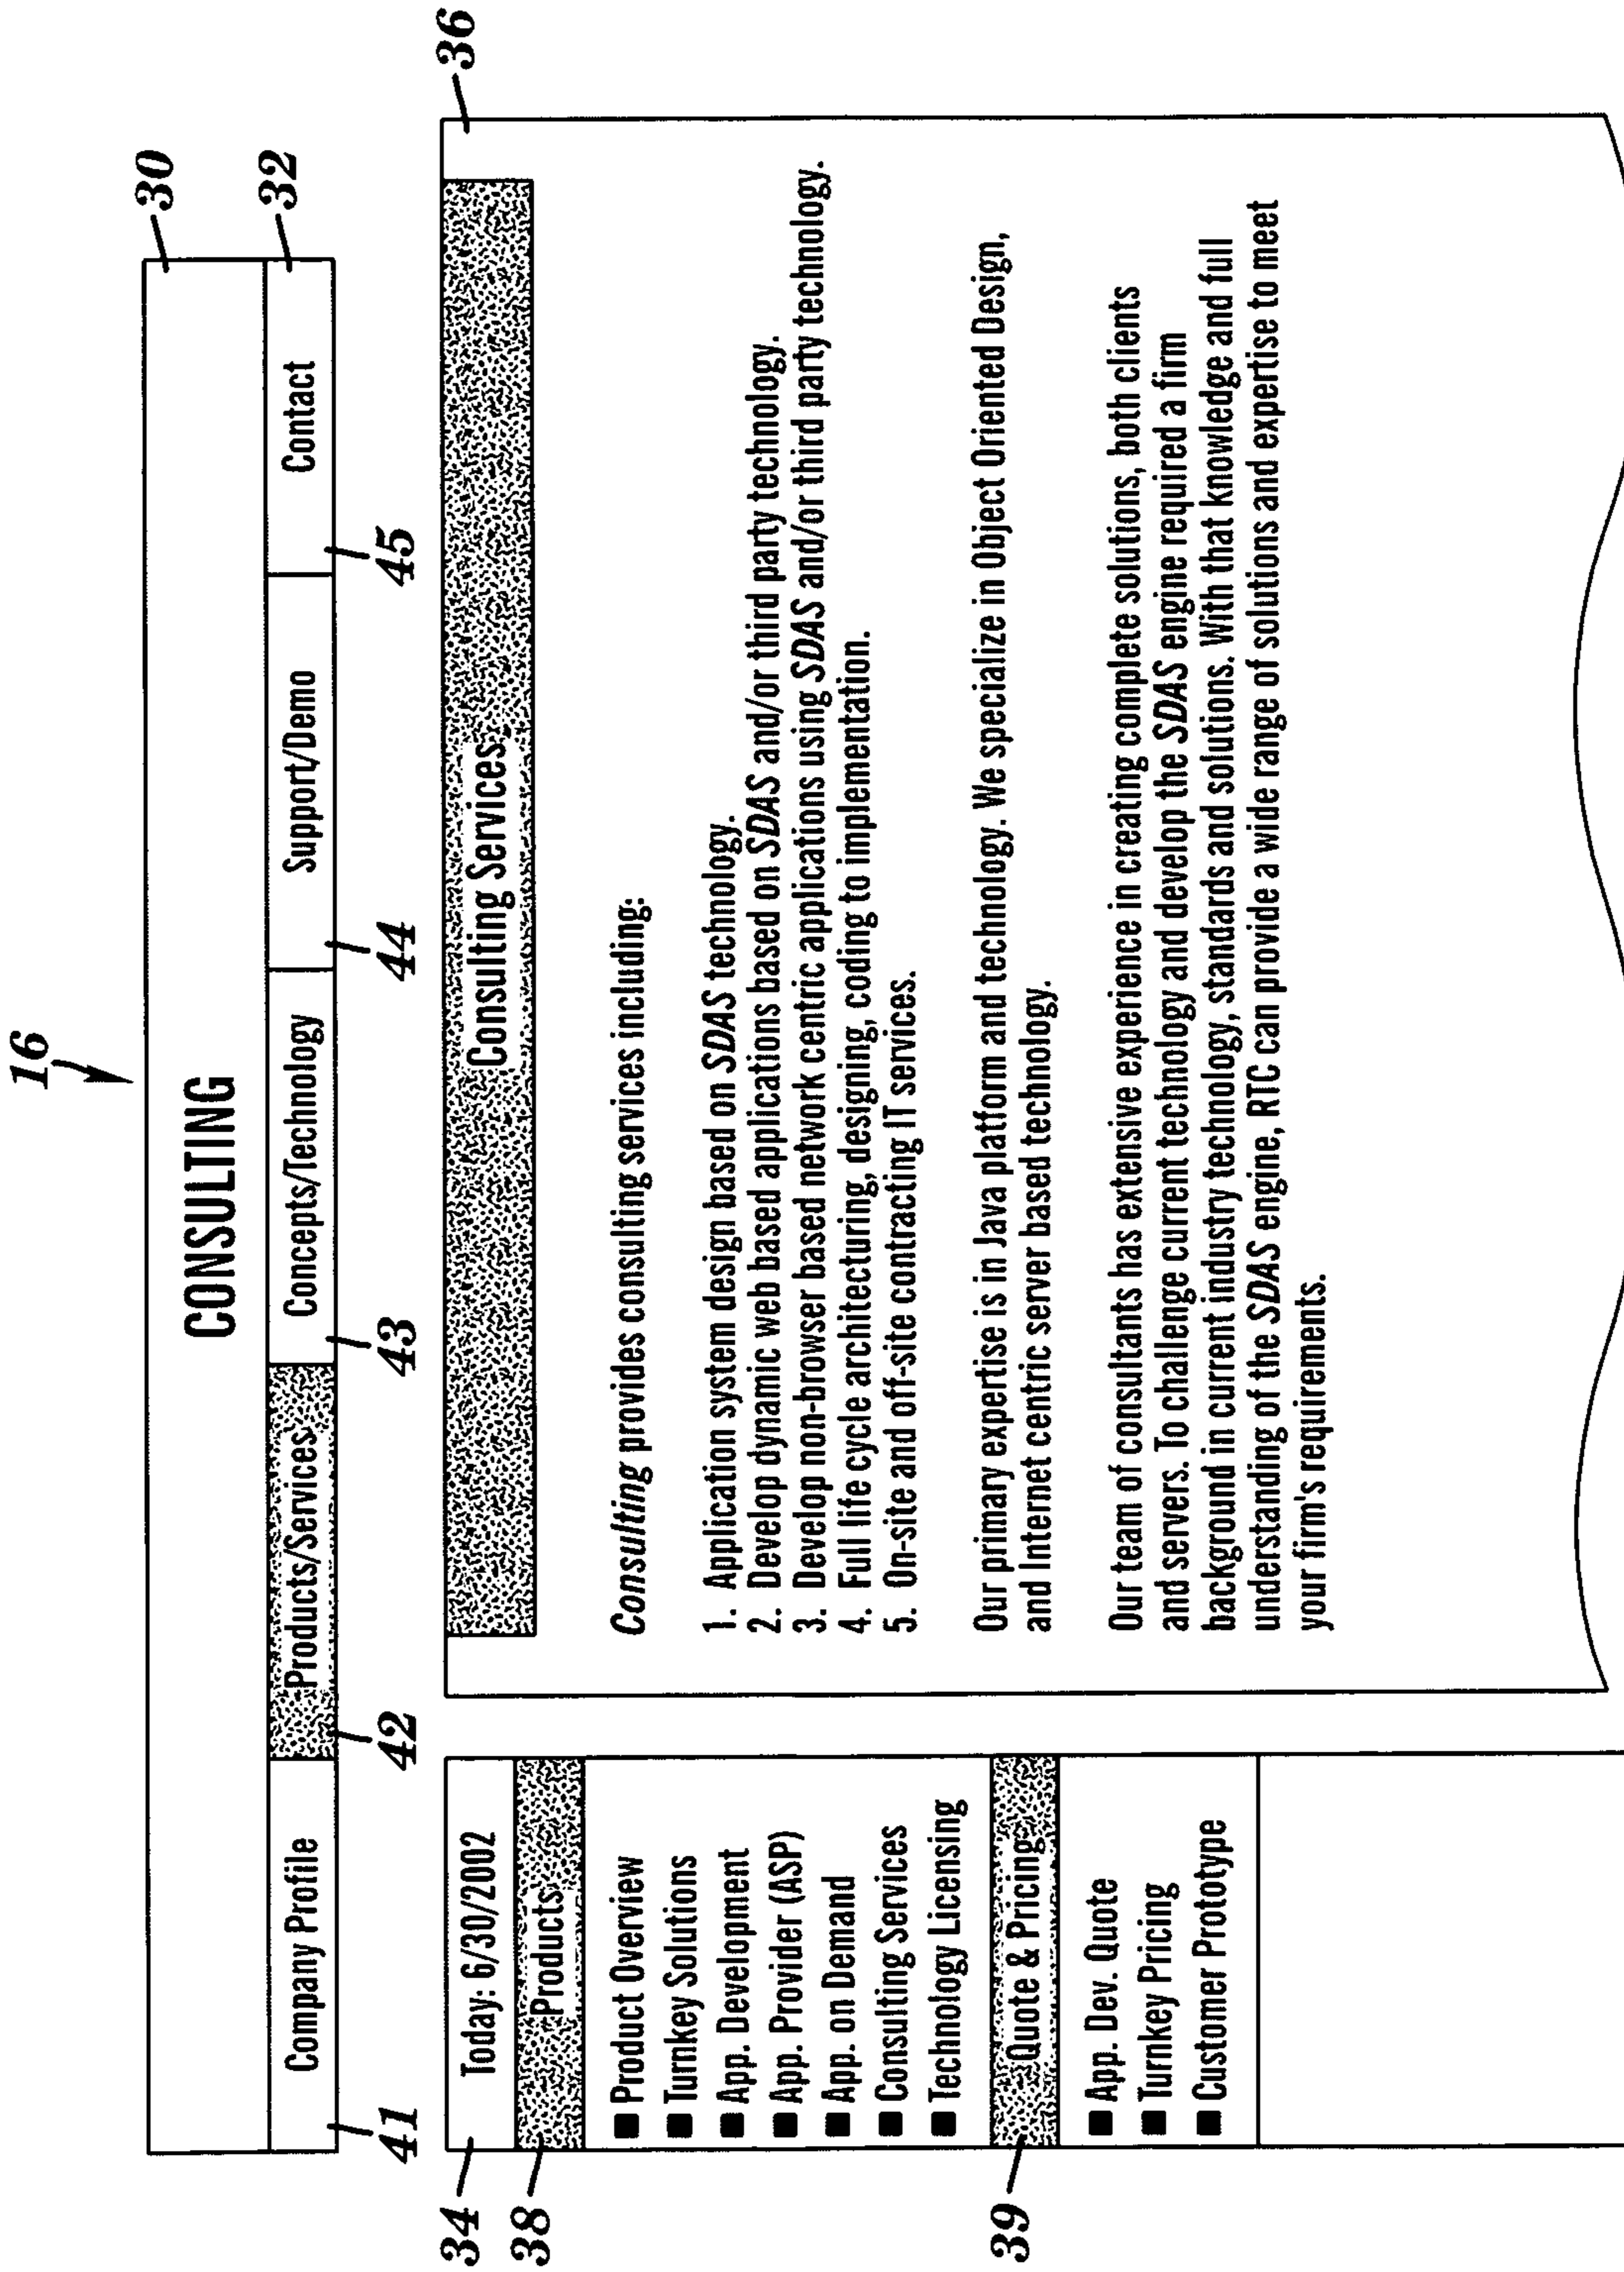 16
30
CONSULTING
32
Company Profile
Products/Services
Concepts/Technology
Support/Demo
Contact
41
42
43
44
45
34
Today: 6/30/2002
38
Products
■ Product Overview
■ Turnkey Solutions
■ App. Development
■ App. Provider (ASP)
■ App. on Demand
■ Consulting Services
■ Technology Licensing
39
Quote & Pricing
■ App. Dev. Quote
■ Turnkey Pricing
■ Customer Prototype
36
Consulting Services
Consulting provides consulting services including:
1. Application system design based on SDAS technology.
2. Develop dynamic web based applications based on SDAS and/or third party technology.
3. Develop non-browser based network centric applications using SDAS and/or third party technology.
4. Full life cycle architecturing, designing, coding to implementation.
5. On-site and off-site contracting IT services.
Our primary expertise is in Java platform and technology. We specialize in Object Oriented Design,
and Internet centric server based technology.
Our team of consultants has extensive experience in creating complete solutions, both clients
and servers. To challenge current technology and develop the SDAS engine required a firm
background in current industry technology, standards and solutions. With that knowledge and full
understanding of the SDAS engine, RTC can provide a wide range of solutions and expertise to meet
your firm's requirements.